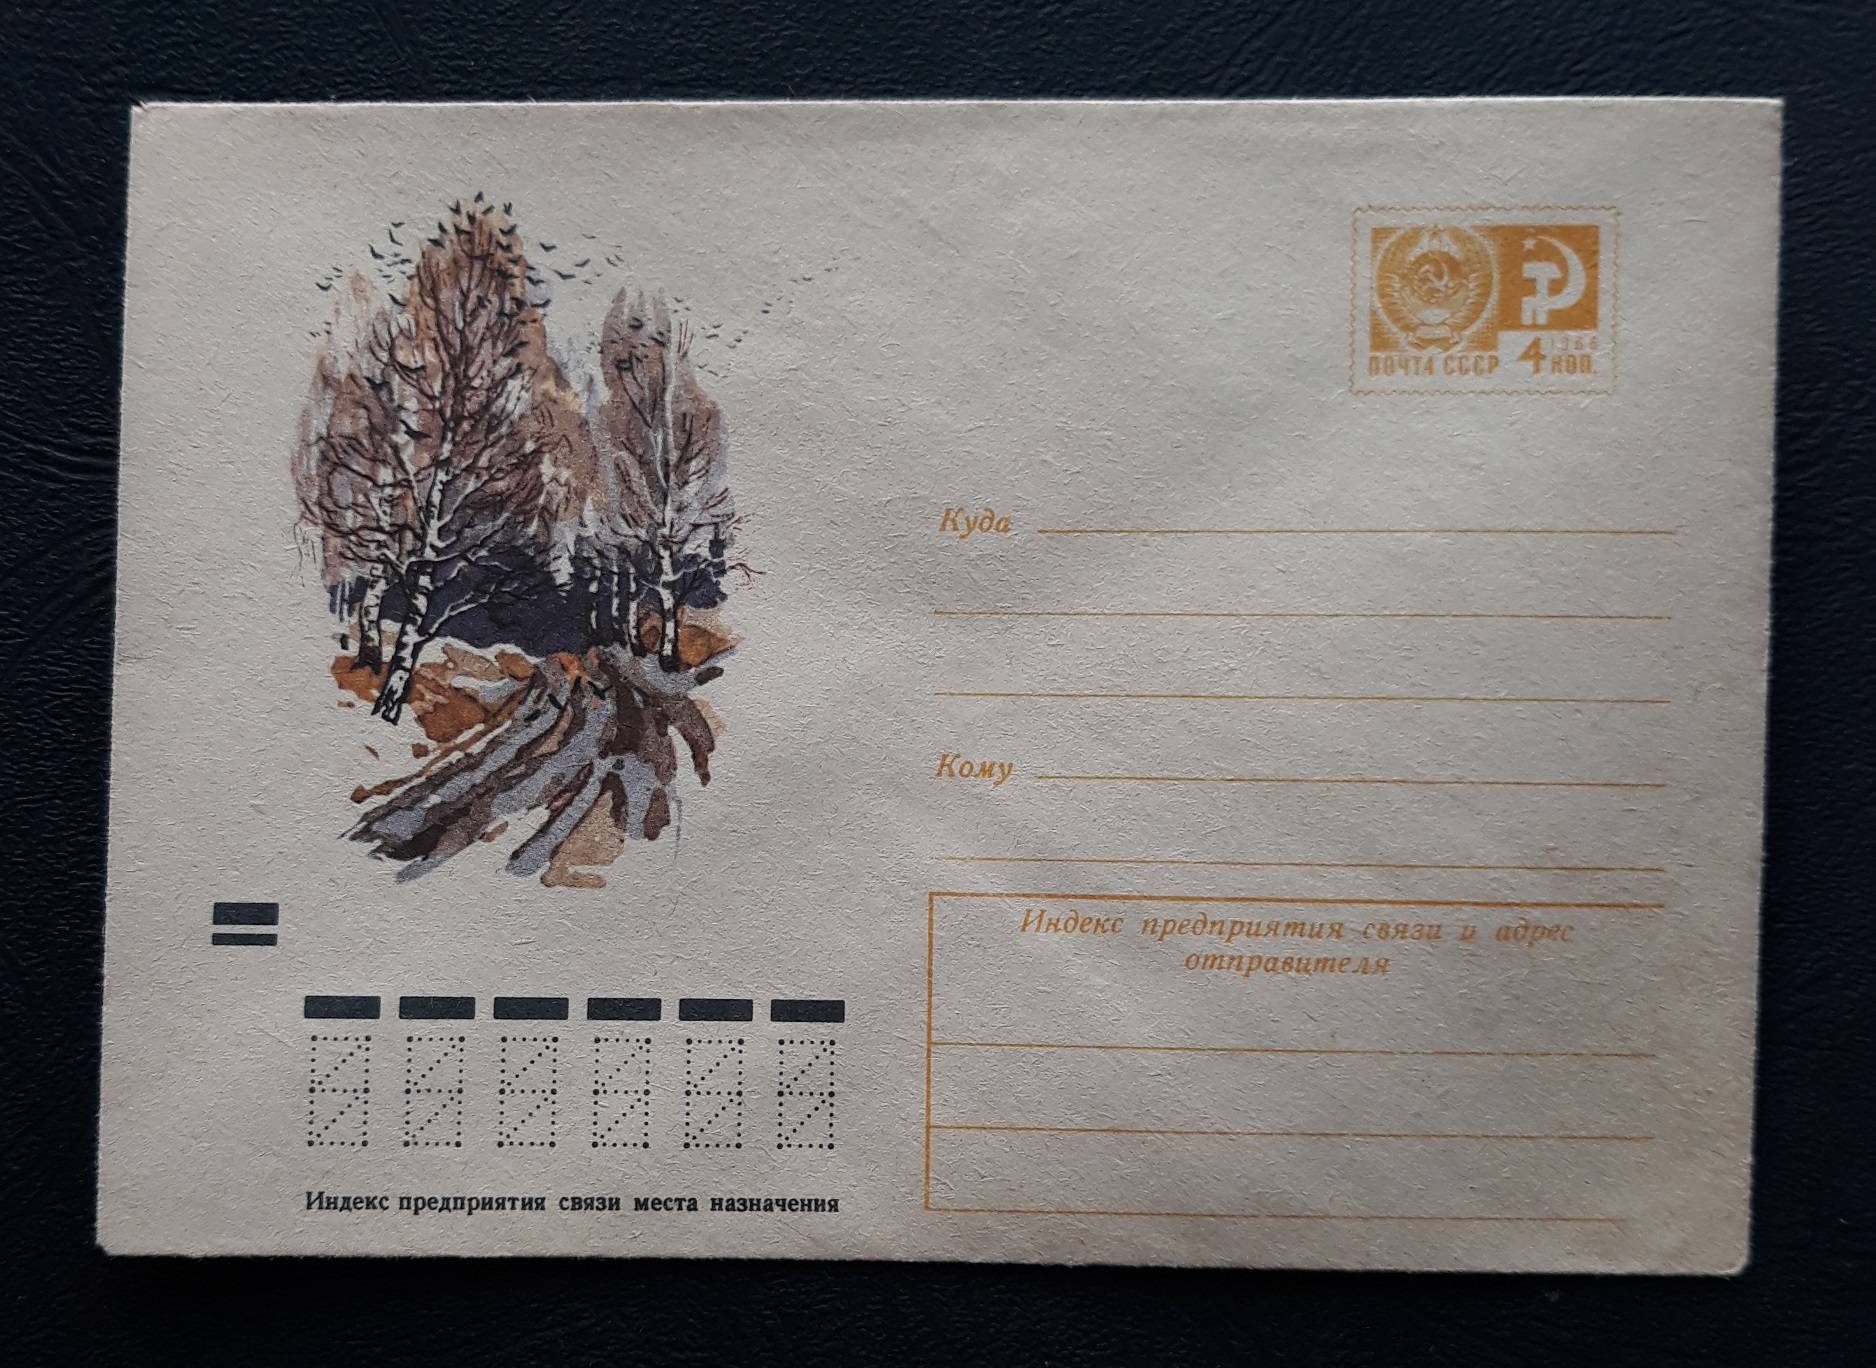 ПОЧТА СССР 4 1966 КОП.
Куда
Кому
Индекс предприятия связи и адрес
отправителя
Индекс предприятия связи места назначения